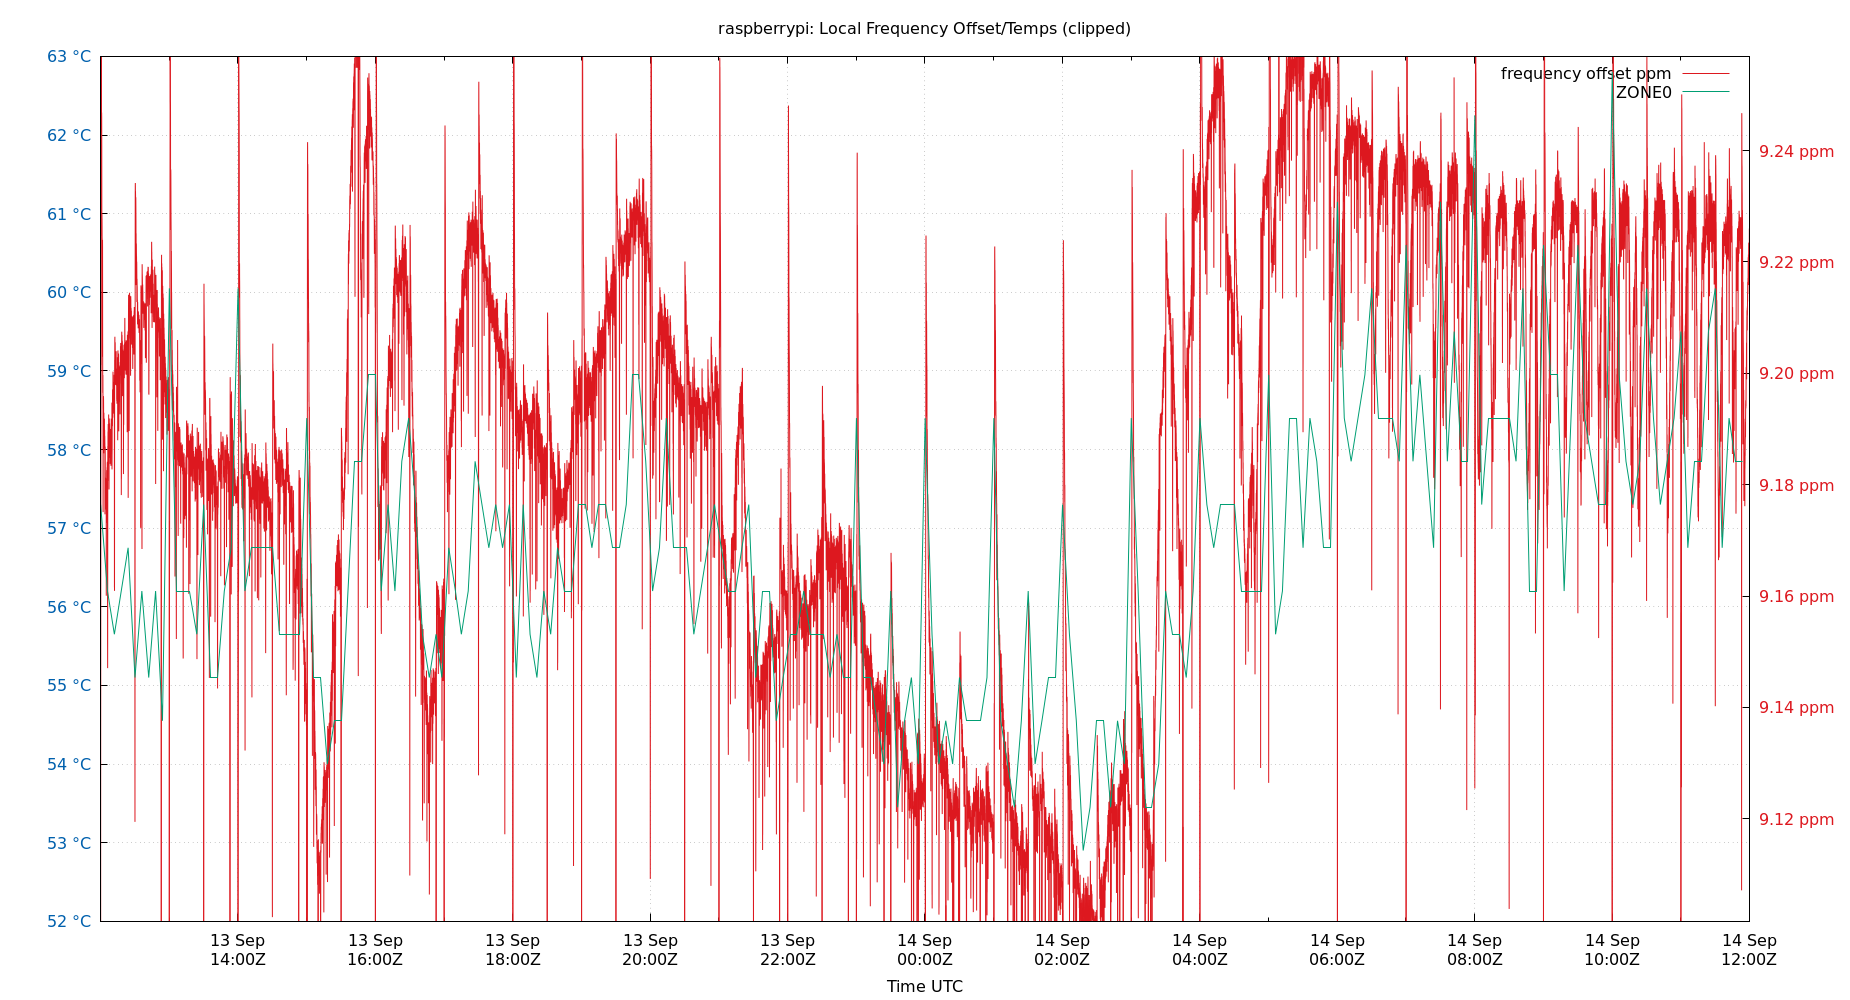 raspberrypi: Local Frequency Offset/Temps (clipped)
63 °C
62 °C
61 °C
60 °C
59 °C
58 °C
57 °C
56 °C
55 °C
54 °C
53 °C
52 °C
frequency offset ppm
ZONE0
9.24 ppm
9.22 ppm
9.20 ppm
9.18 ppm
9.16 ppm
9.14 ppm
9.12 ppm
13 Sep 13 Sep 13 Sep 13 Sep 13 Sep 14 Sep 14 Sep 14 Sep 14 Sep 14 Sep 14 Sep 14 Sep
14:00Z 16:00Z 18:00Z 20:00Z 22:00Z 00:00Z 02:00Z 04:00Z 06:00Z 08:00Z 10:00Z 12:00Z
Time UTC